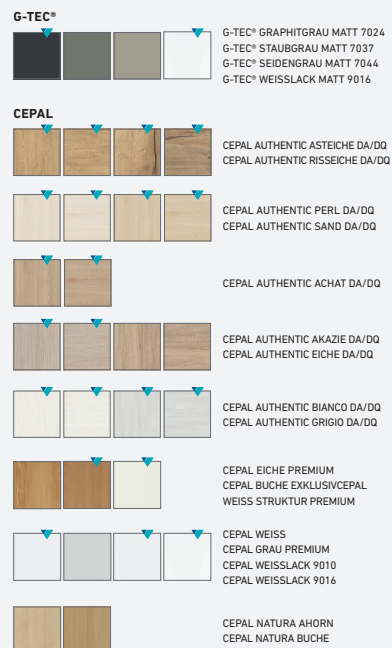 G-TEC®
G-TEC® GRAPHITGRAU MATT 7024
G-TEC® STAUBGRAU MATT 7037
G-TEC® SEIDENGRAU MATT 7044
G-TEC® WEISSLACK MATT 9016
CEPAL
CEPAL AUTHENTIC ASTEICHE DA/DQ
CEPAL AUTHENTIC RISSEICHE DA/DQ
CEPAL AUTHENTIC PERL DA/DQ
CEPAL AUTHENTIC SAND DA/DQ
CEPAL AUTHENTIC ACHAT DA/DQ
CEPAL AUTHENTIC AKAZIE DA/DQ
CEPAL AUTHENTIC EICHE DA/DQ
CEPAL AUTHENTIC BIANCO DA/DQ
CEPAL AUTHENTIC GRIGIO DA/DQ
CEPAL EICHE PREMIUM
CEPAL BUCHE EXKLUSIVCEPAL
WEISS STRUKTUR PREMIUM
CEPAL WEISS
CEPAL GRAU PREMIUM
CEPAL WEISSLACK 9010
CEPAL WEISSLACK 9016
CEPAL NATURA AHORN
CEPAL NATURA BUCHE